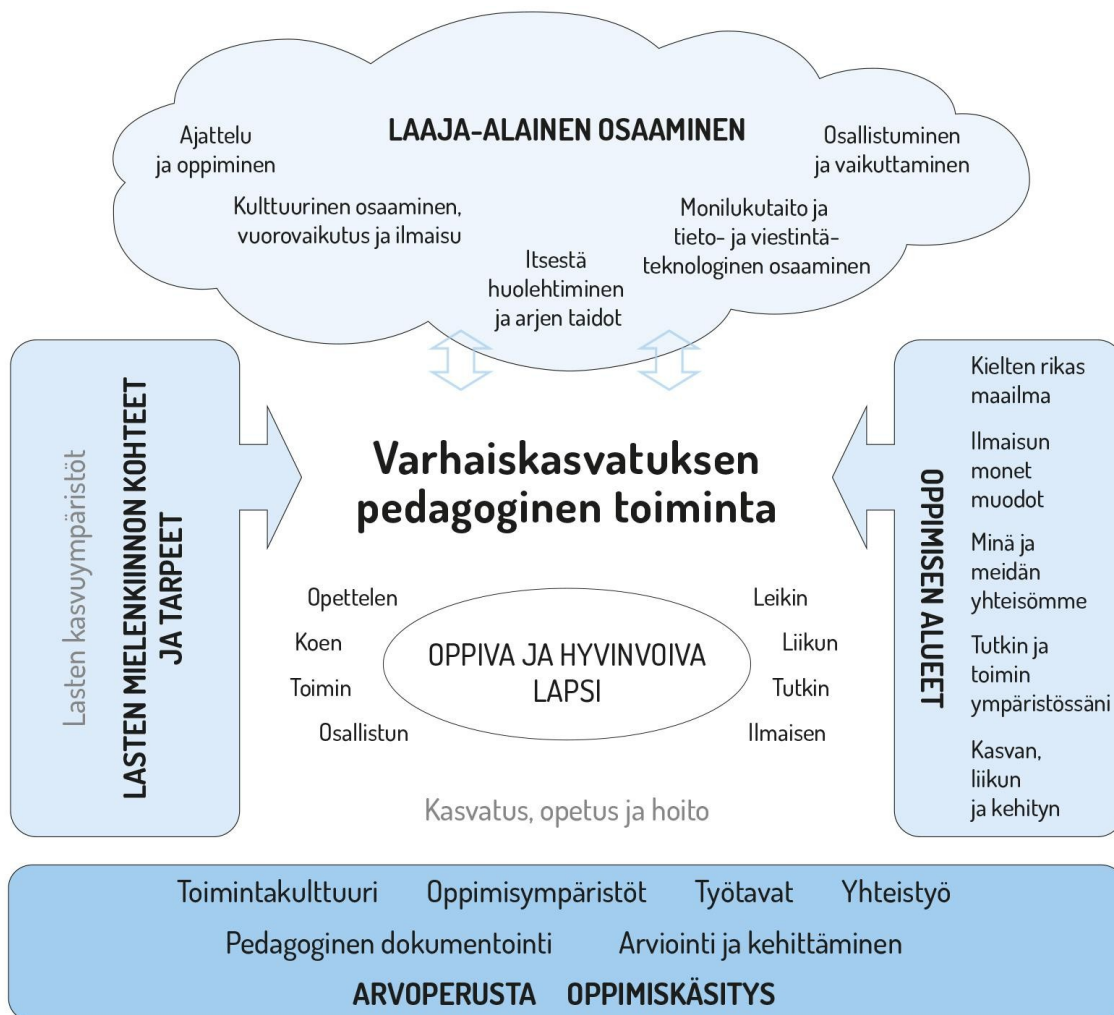 LAAJA-ALAINEN OSAAMINEN
Ajattelu
ja oppiminen
Kulttuurinen osaaminen,
vuorovaikutus ja ilmaisu
Itsestä
huolehtiminen
ja arjen taidot
Monilukutaito ja
tieto- ja viestintä-
teknologinen osaaminen
Osallistuminen
ja vaikuttaminen
Lasten kasvuympäristöt
LASTEN MIELENKIINNON KOHTEET
JA TARPEET
Varhaiskasvatuksen
pedagoginen toiminta
Opettelen
Koen
Toimin
Osallistun
OPPIVA JA HYVINVOIVA
LAPSI
Leikin
Liikun
Tutkin
Ilmaisen
Kasvatus, opetus ja hoito
OPPIMISEN ALUEET
Kielten rikas
maailma
Ilmaisun
monet
muodot
Minä ja
meidän
yhteisömme
Tutkin ja
toimin
ympäristössäni
Kasvan,
liikun
ja kehityn
Toimintakulttuuri Oppimisympäristöt Työtavat Yhteistyö
Pedagoginen dokumentointi Arviointi ja kehittäminen
ARVOPERUSTA OPPIMISKÄSITYS